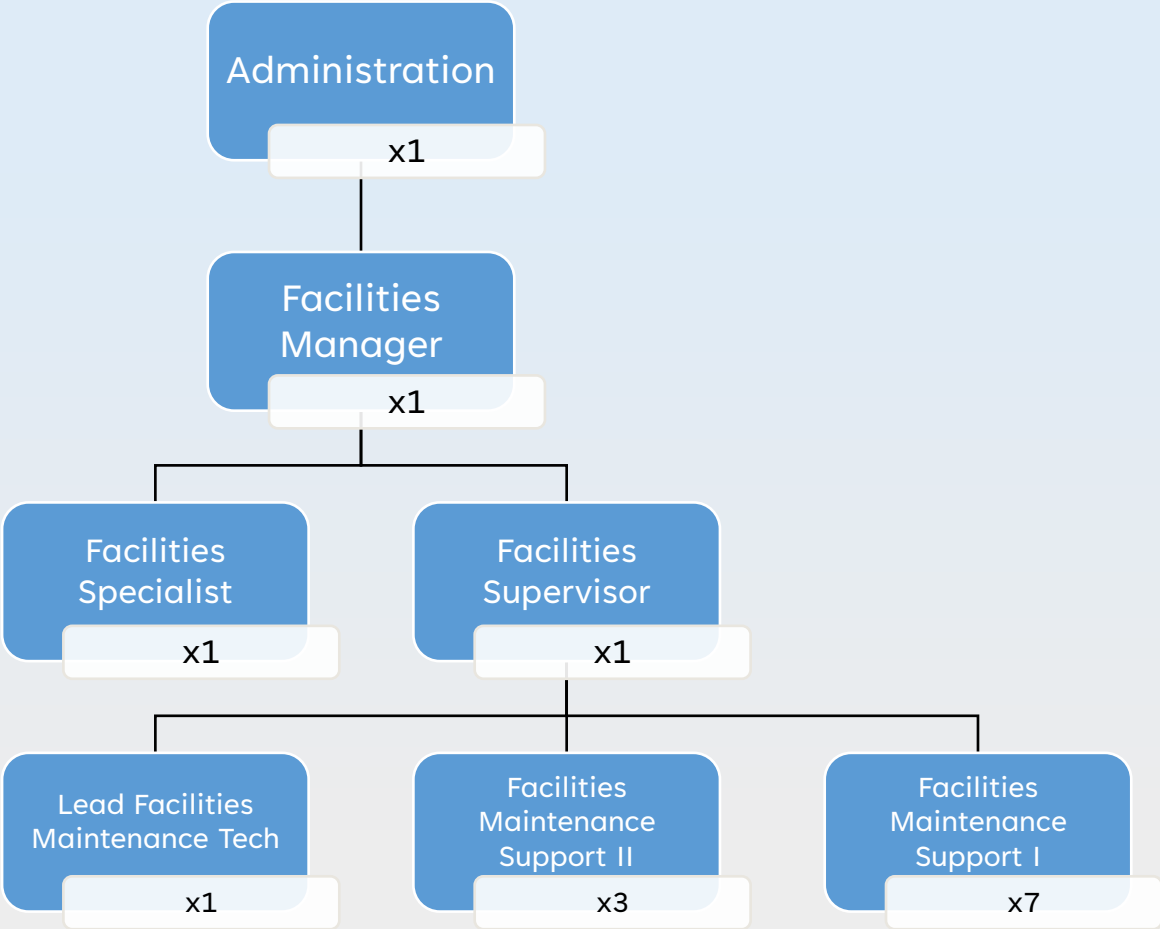 Administration
x1
Facilities
Manager
x1
Facilities
Specialist
x1
Facilities
Supervisor
x1
Lead Facilities
Maintenance Tech
x1
Facilities
Maintenance
Support II
x3
Facilities
Maintenance
Support I
x7